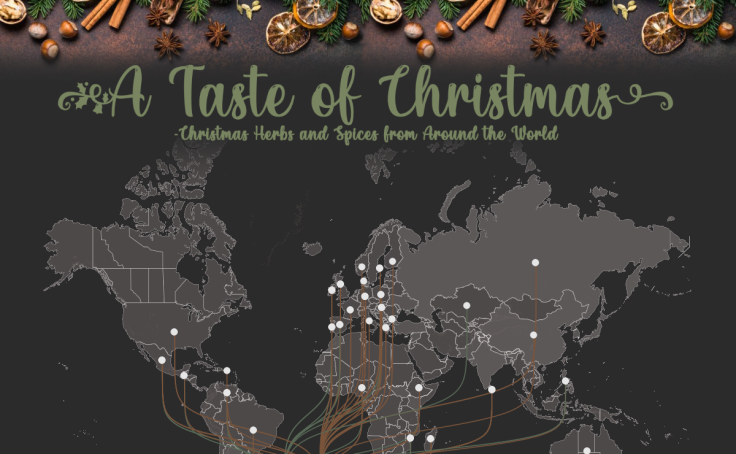 A Taste of Christmas
-Christmas Herbs and Spices from Around the World